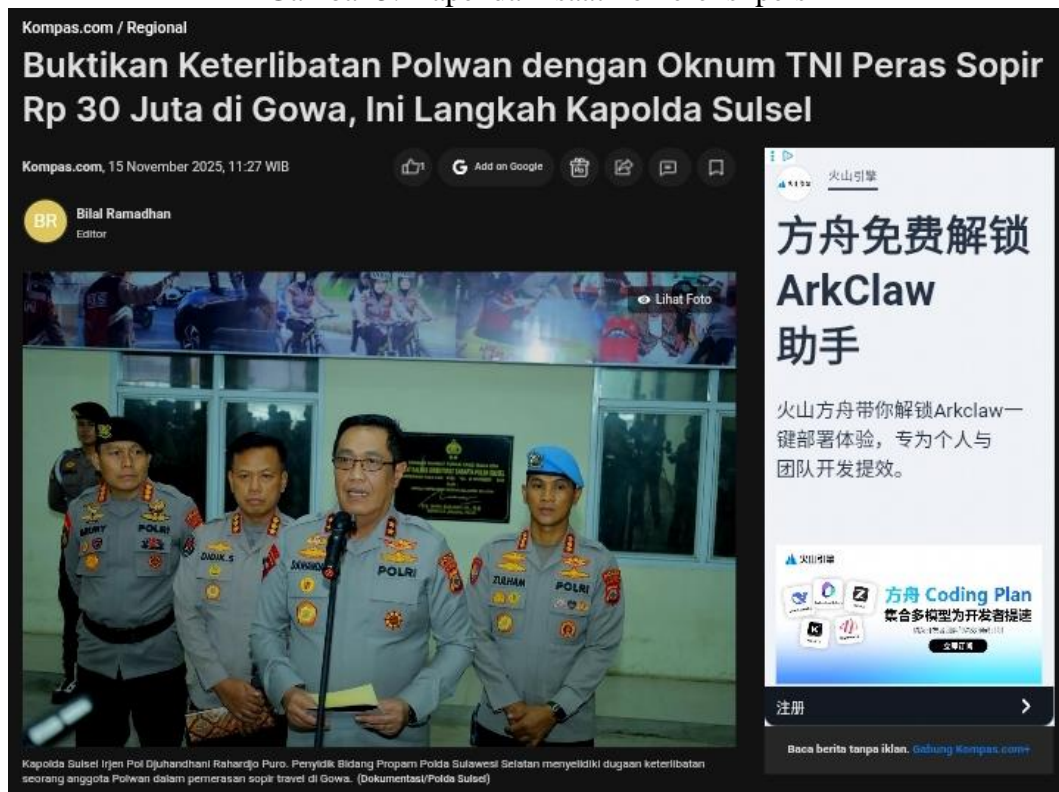 Kompas.com / Regional
Buktikan Keterlibatan Polwan dengan Oknum TNI Peras Sopir
Rp 30 Juta di Gowa, Ini Langkah Kapolda Sulsel
Kompas.com, 15 November 2025, 11:27 WIB
1
Add on Google
BR
Bilal Ramadhan
Editor
Lihat Foto
POLRI
DIDIK.S
POLRI
ZULHAM
POLRI
Kapolda Sulsel Irjen Pol Djuhandhani Rahardjo Puro. Penyidik Bidang Propam Polda Sulawesi Selatan menyelidiki dugaan keterlibatan
seorang anggota Polwan dalam pemerasan sopir travel di Gowa. (Dokumentasi/Polda Sulsel)
火山引擎
方舟免费解锁
ArkClaw
助手
火山方舟带你解锁Arkclaw一
键部署体验，专为个人与
团队开发提效。
火山引擎
方舟 Coding Plan
集合多模型为开发者提速
立即订阅
注册
Baca berita tanpa iklan. Gabung Kompas.com+